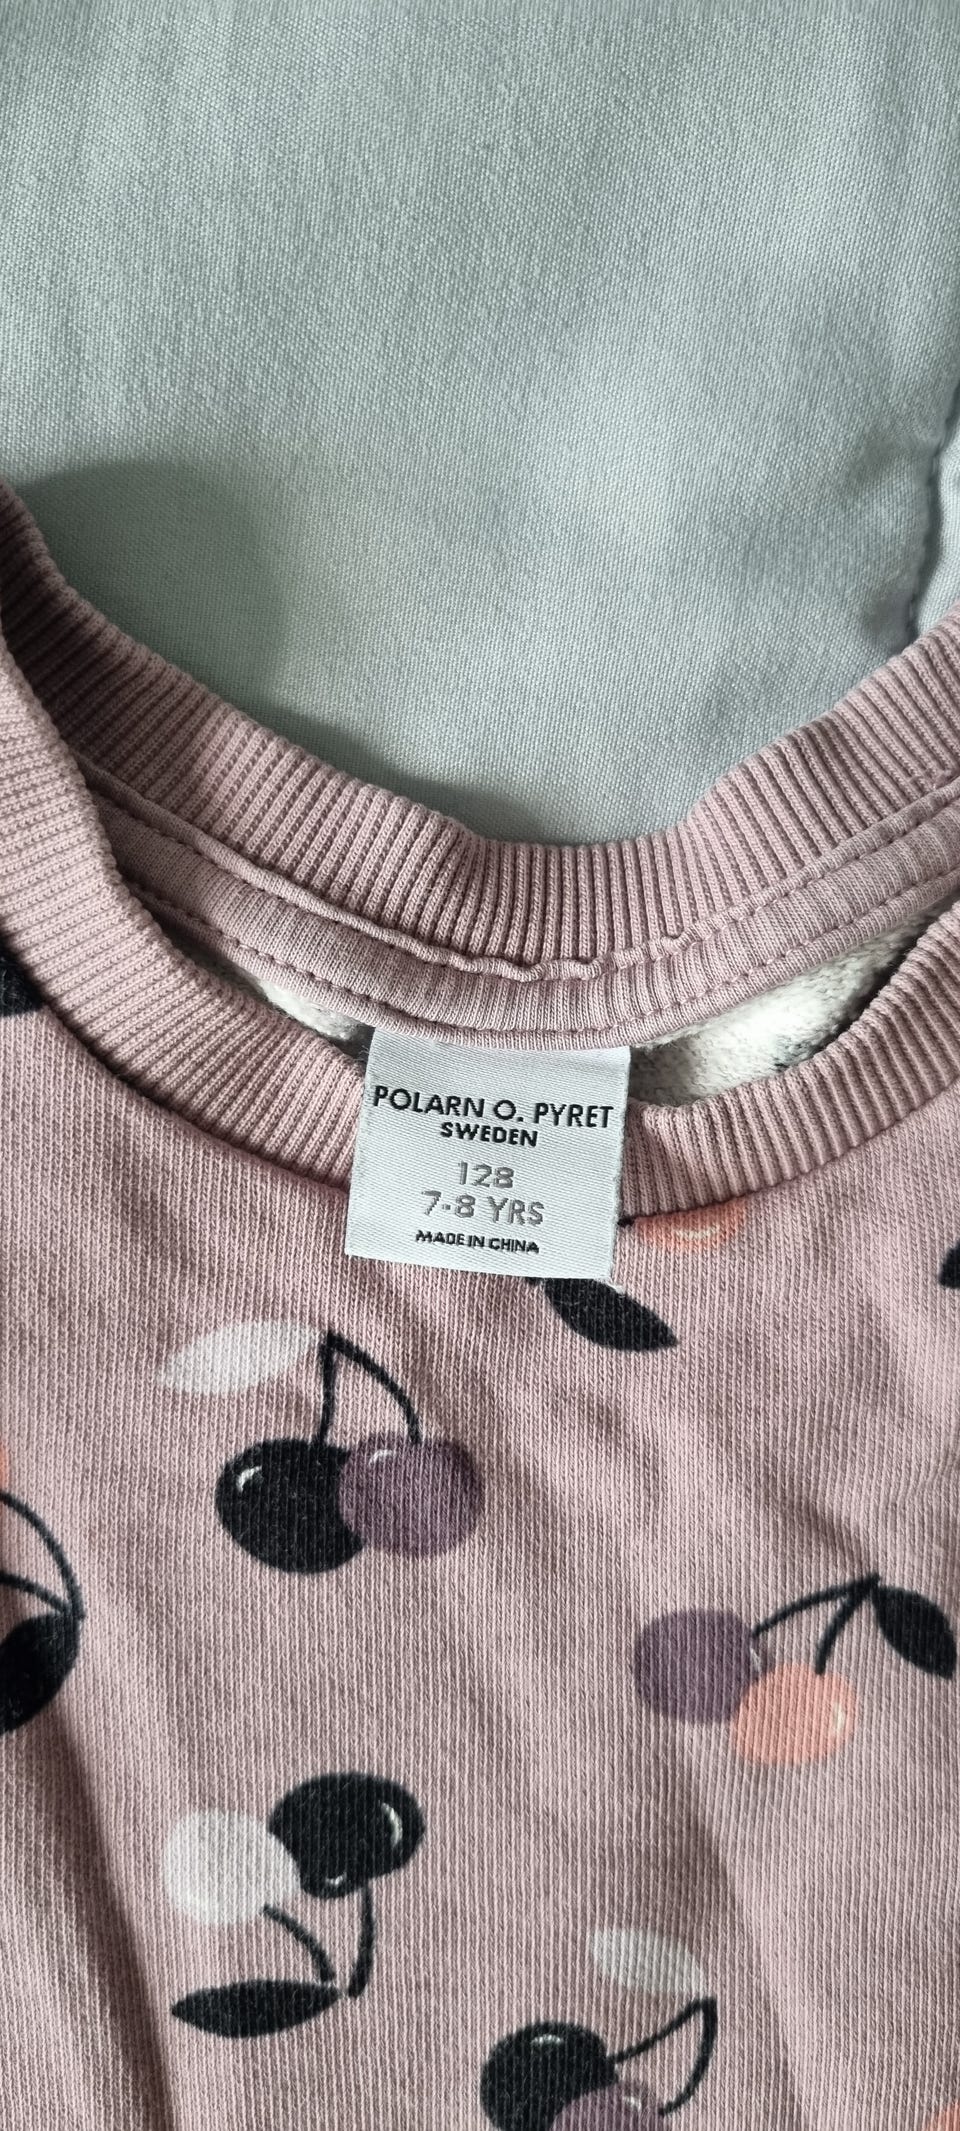 POLARN O. PYRET
SWEDEN
128
7-8 YRS
MADE IN CHINA